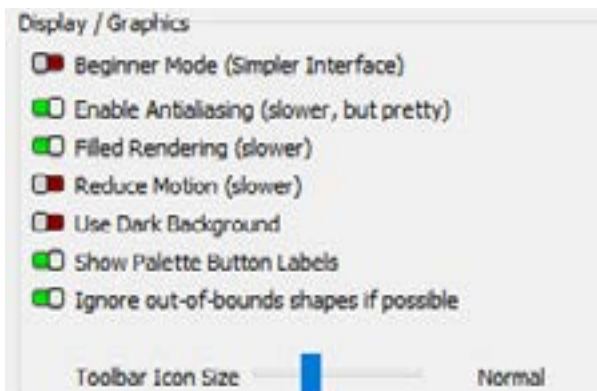 Display / Graphics
Beginner Mode (Simpler Interface)
Enable Antialiasing (slower, but pretty)
Filled Rendering (slower)
Reduce Motion (slower)
Use Dark Background
Show Palette Button Labels
Ignore out-of-bounds shapes if possible
Toolbar Icon Size Normal